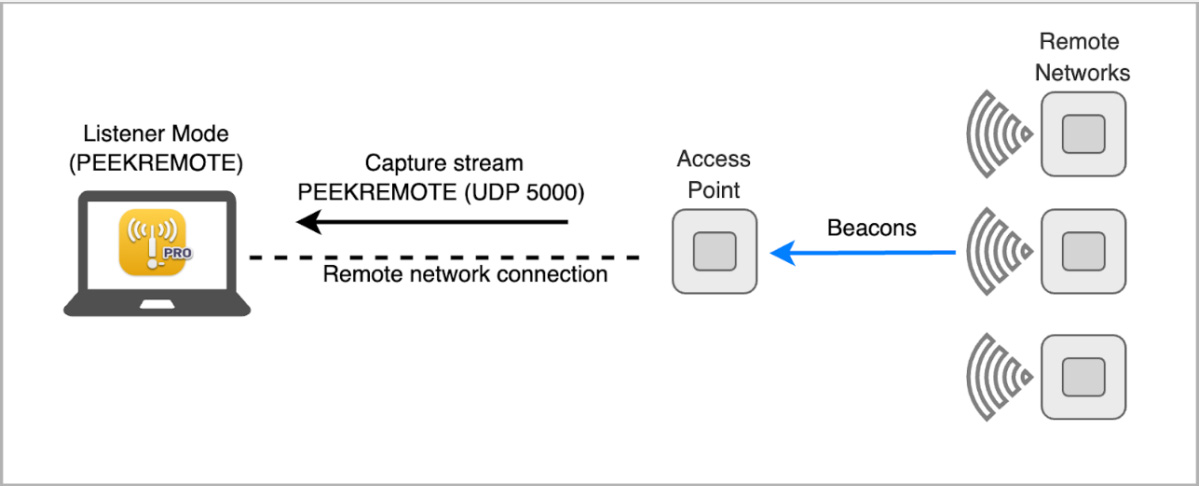 Remote
Networks
Listener Mode
(PEEKREMOTE)
Capture stream
PEEKREMOTE (UDP 5000)
Access
Point
PRO
Beacons
Remote network connection